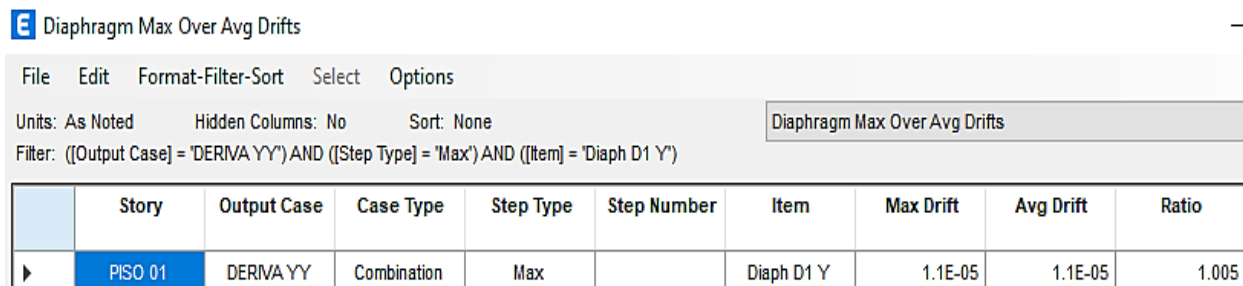 E Diaphragm Max Over Avg Drifts
File Edit Format-Filter-Sort Select Options
Units: As Noted Hidden Columns: No Sort: None Diaphragm Max Over Avg Drifts
Filter: ([Output Case] = 'DERIVA YY') AND ([Step Type] = 'Max') AND ([Item] = 'Diaph D1 Y')
Story Output Case Case Type Step Type Step Number Item Max Drift Avg Drift Ratio
PISO 01 DERIVA YY Combination Max Diaph D1 Y 1.1E-05 1.1E-05 1.005